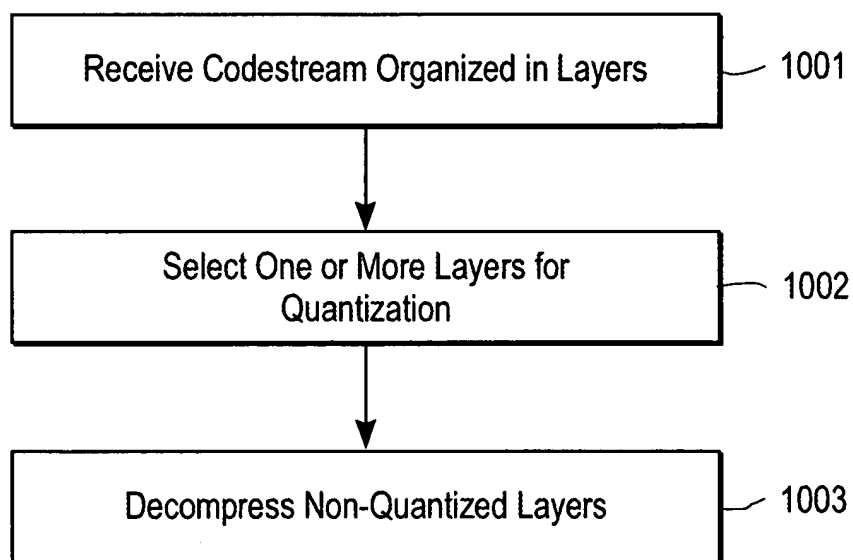 Receive Codestream Organized in Layers
1001
Select One or More Layers for
Quantization
1002
Decompress Non-Quantized Layers
1003